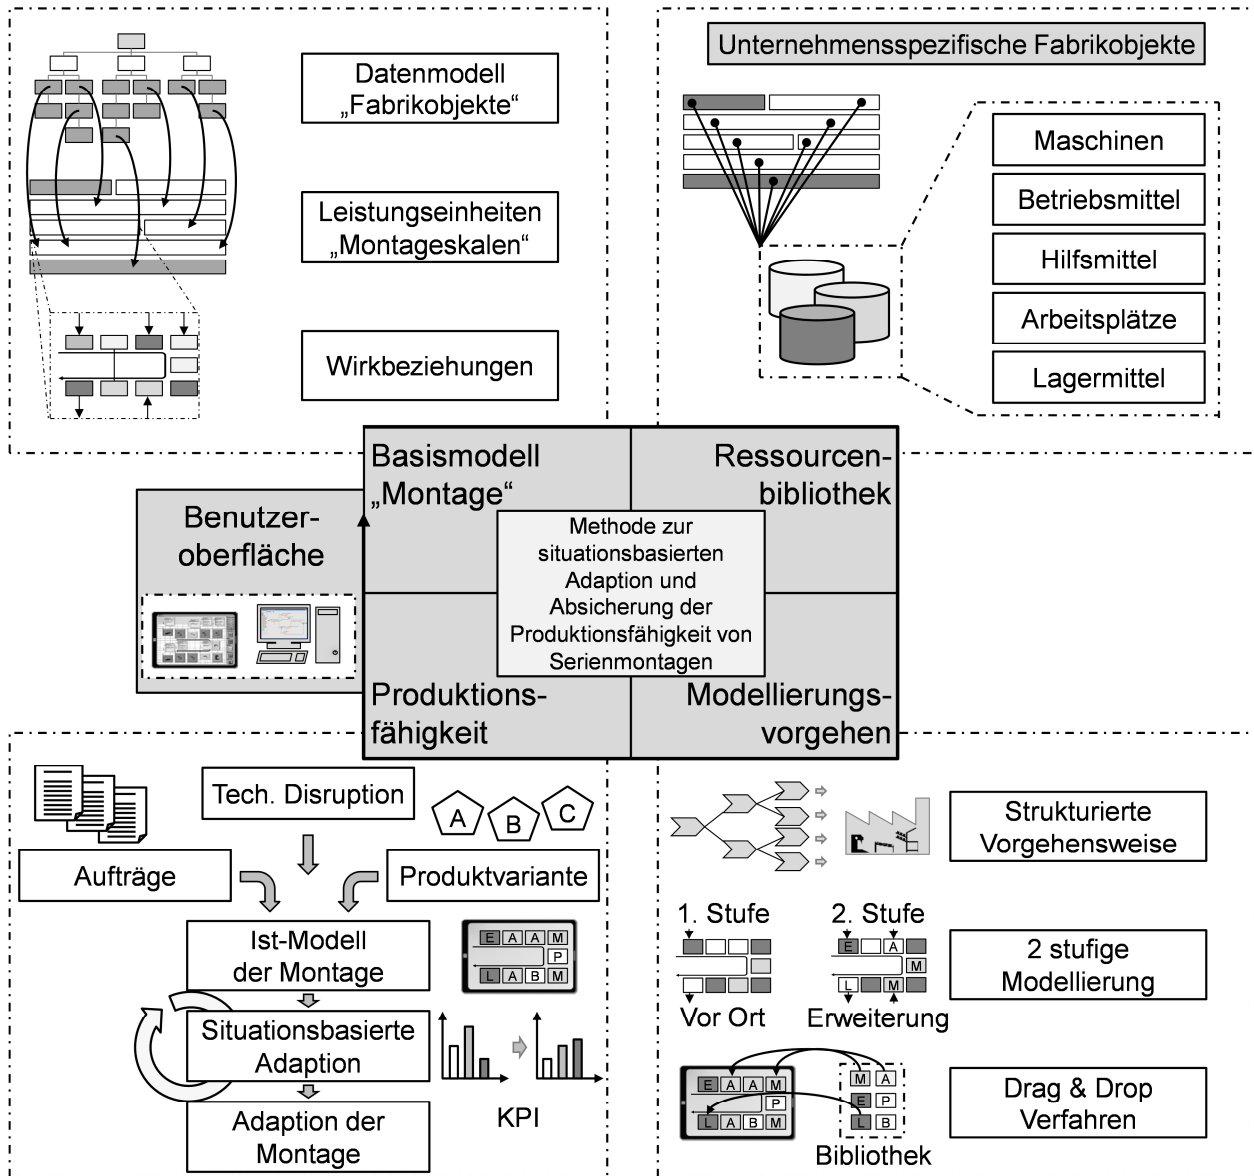 Datenmodell
„Fabrikobjekte“
Leistungseinheiten
„Montageskalen“
Wirkbeziehungen
Unternehmensspezifische Fabrikobjekte
Maschinen
Betriebsmittel
Hilfsmittel
Arbeitsplätze
Lagermittel
Basismodell
„Montage“
Ressourcen-
bibliothek
Benutzer-
oberfläche
Methode zur
situationsbasierten
Adaption und
Absicherung der
Produktionsfähigkeit von
Serienmontagen
Produktions-
fähigkeit
Modellierungs-
vorgehen
Tech. Disruption
A
B
C
Aufträge
Produktvariante
Ist-Modell
der Montage
E A A M
P
L A B M
Situationsbasierte
Adaption
KPI
Adaption der
Montage
Strukturierte
Vorgehensweise
1. Stufe
2. Stufe
E A
M
L M
Vor Ort
Erweiterung
2 stufige
Modellierung
E A A M
P
L A B M
M A
E P
L B
Bibliothek
Drag & Drop
Verfahren